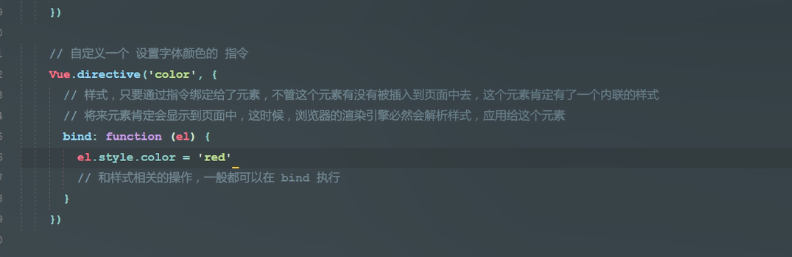 })
// 自定义一个 设置字体颜色的 指令
Vue.directive('color', {
// 样式，只要通过指令绑定给了元素，不管这个元素有没有被插入到页面中去，这个元素肯定有了一个内联的样式
// 将来元素肯定会显示到页面中，这时候，浏览器的渲染引擎必然会解析样式，应用给这个元素
bind: function (el) {
el.style.color = 'red'
// 和样式相关的操作，一般都可以在 bind 执行
}
})